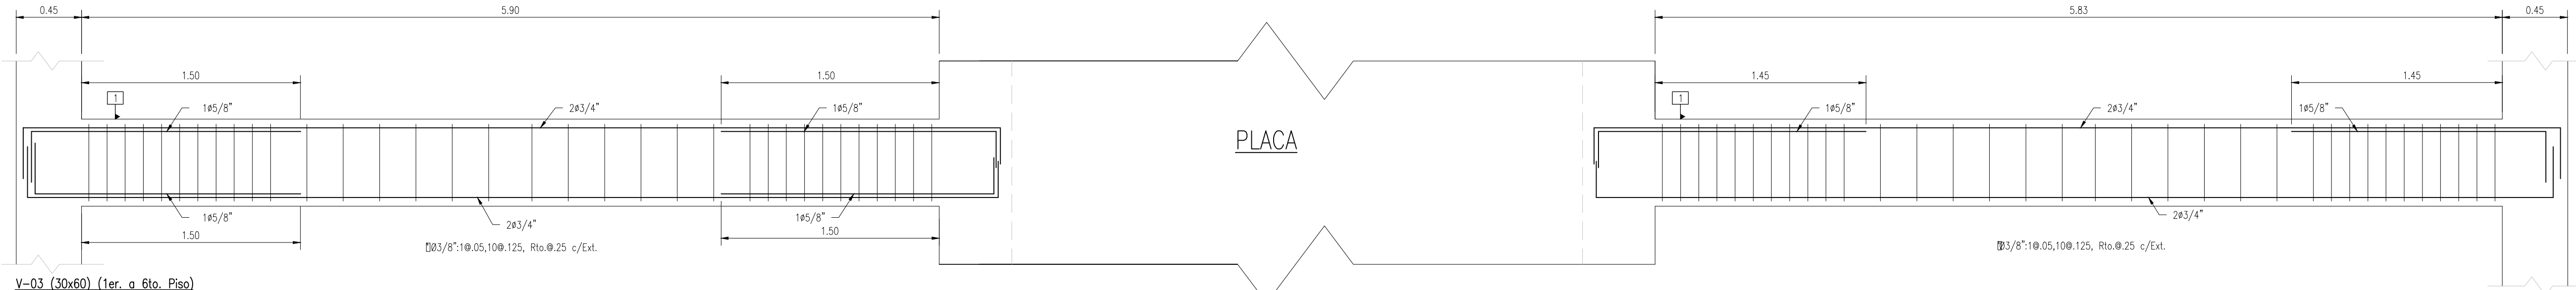 0.45
5.90
5.83
0.45
1.50
1.50
1.45
1.45
1
1ø5/8"
2ø3/4"
1ø5/8"
1
1ø5/8"
2ø3/4"
1ø5/8"
PLACA
1ø5/8"
2ø3/4"
1ø5/8"
2ø3/4"
1.50
1.50
Ø3/8":1@.05,10@.125, Rto.@.25 c/Ext.
Ø3/8":1@.05,10@.125, Rto.@.25 c/Ext.
V-03 (30x60) (1er. a 6to. Piso)